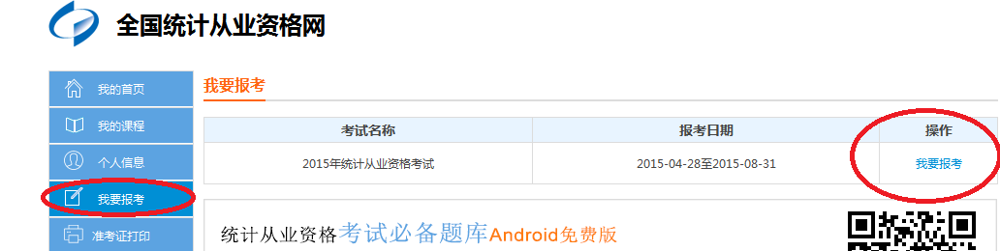 全国统计从业资格网
我的首页
我的课程
个人信息
我要报考
准考证打印
我要报考
考试名称 报考日期 操作
2015年统计从业资格考试 2015-04-28至2015-08-31 我要报考
统计从业资格考试必备题库Android免费版